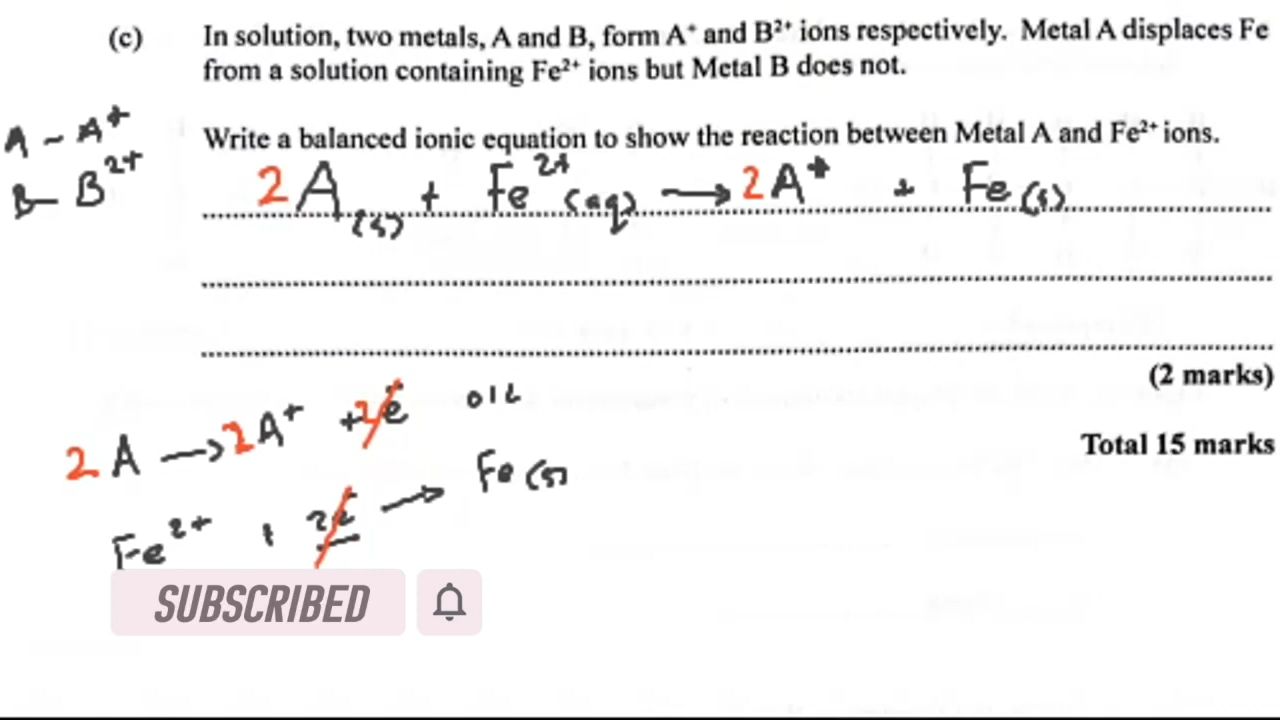 (c) In solution, two metals, A and B, form A⁺ and B²⁺ ions respectively. Metal A displaces Fe
from a solution containing Fe²⁺ ions but Metal B does not.
A - A⁺
B - B²⁺
Write a balanced ionic equation to show the reaction between Metal A and Fe²⁺ ions.
2A (s) + Fe²⁺ (aq) → 2A⁺ + Fe (s)
(2 marks)
Total 15 marks
2A → 2A⁺ + 2e
Fe²⁺ + 2e → Fe (s)
SUBSCRIBED